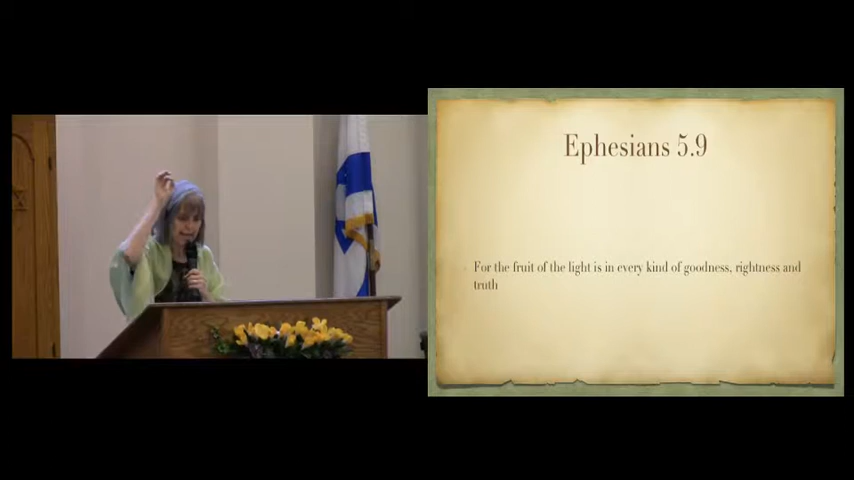 Ephesians 5.9
For the fruit of the light is in every kind of goodness, rightness and
truth